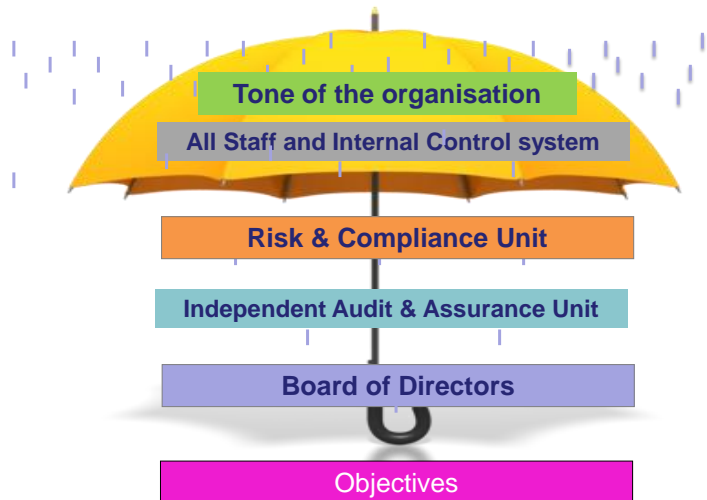 Tone of the organisation
All Staff and Internal Control system
Risk & Compliance Unit
Independent Audit & Assurance Unit
Board of Directors
Objectives